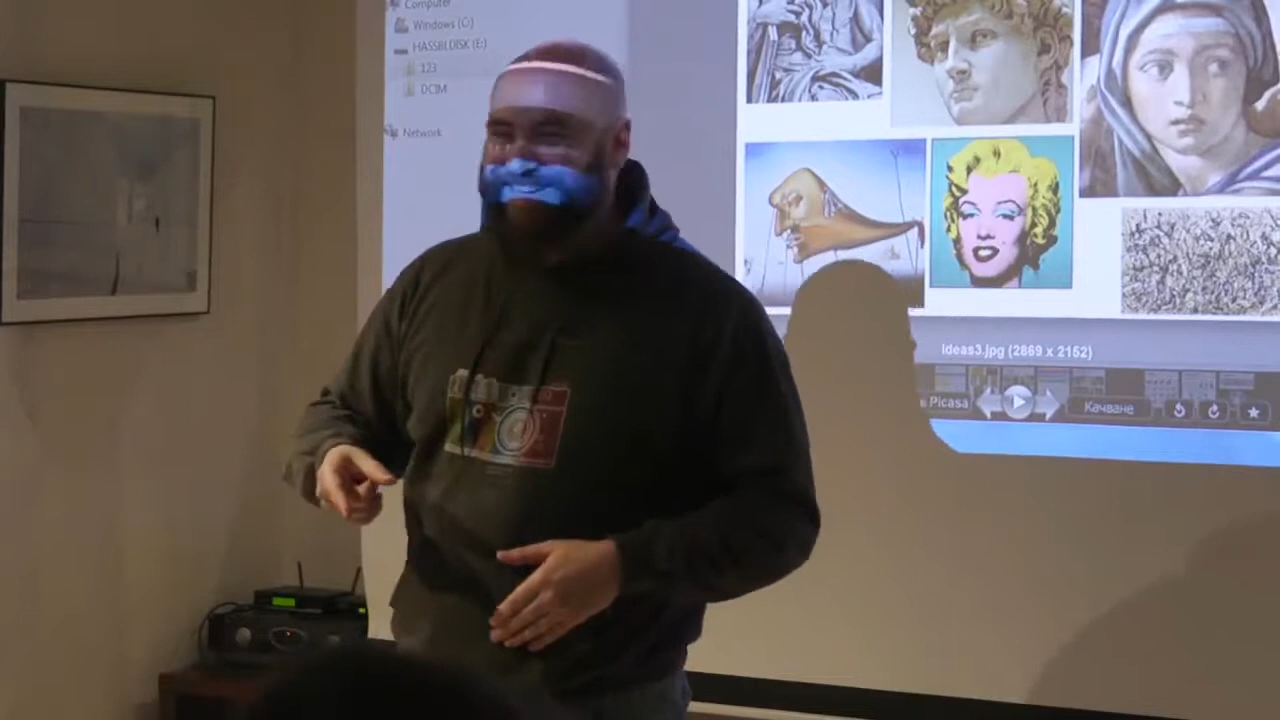 Computer
Windows (C:)
HASSBLDISK (E:)
123
DCIM
Network
Ideas3.jpg (2869 x 2152)
Picasa
Качване